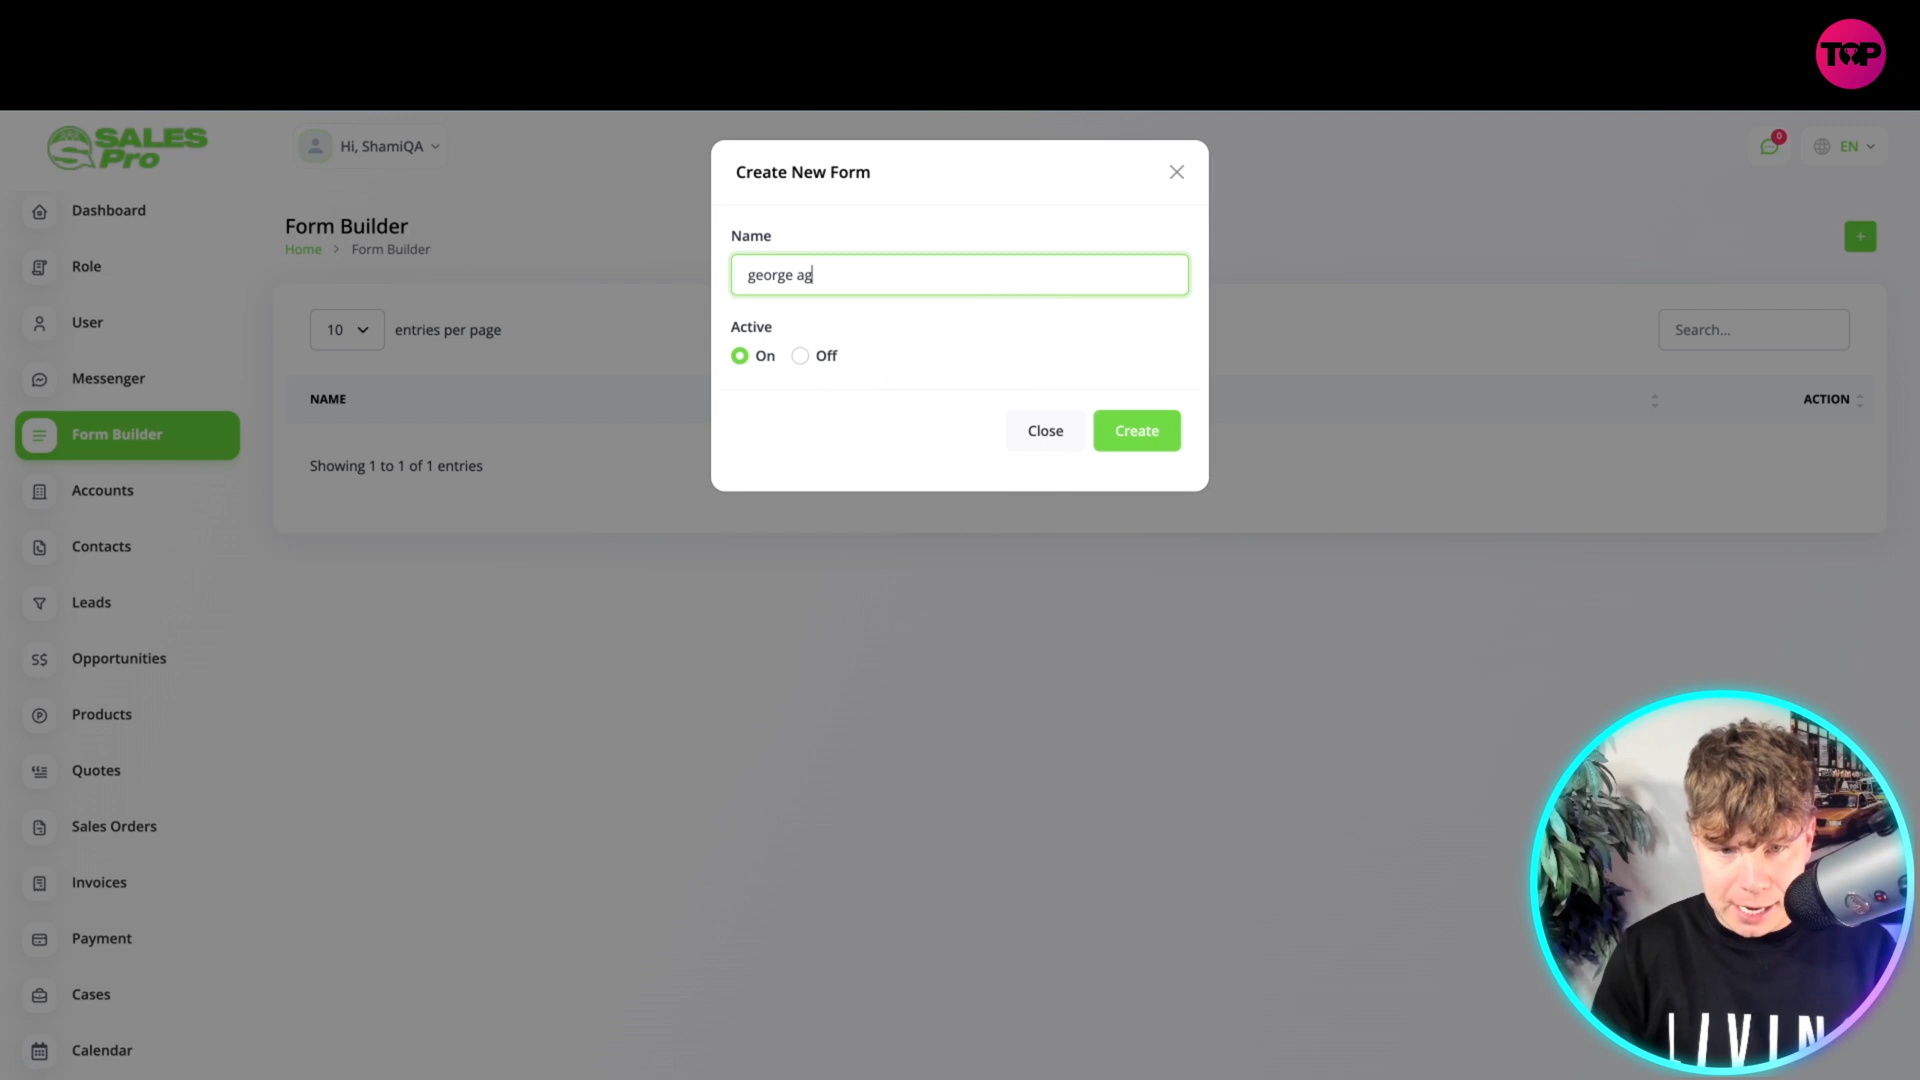 TOP
SALES
Pro
Hi, ShamiQA
0
EN
Dashboard
Role
User
Messenger
Form Builder
Accounts
Contacts
Leads
S$ Opportunities
Products
Quotes
Sales Orders
Invoices
Payment
Cases
Calendar
Form Builder
Home > Form Builder
+
10 entries per page
Search...
NAME
ACTION
Showing 1 to 1 of 1 entries
Create New Form
Name
george ag
Active
On Off
Close Create
LIVIN